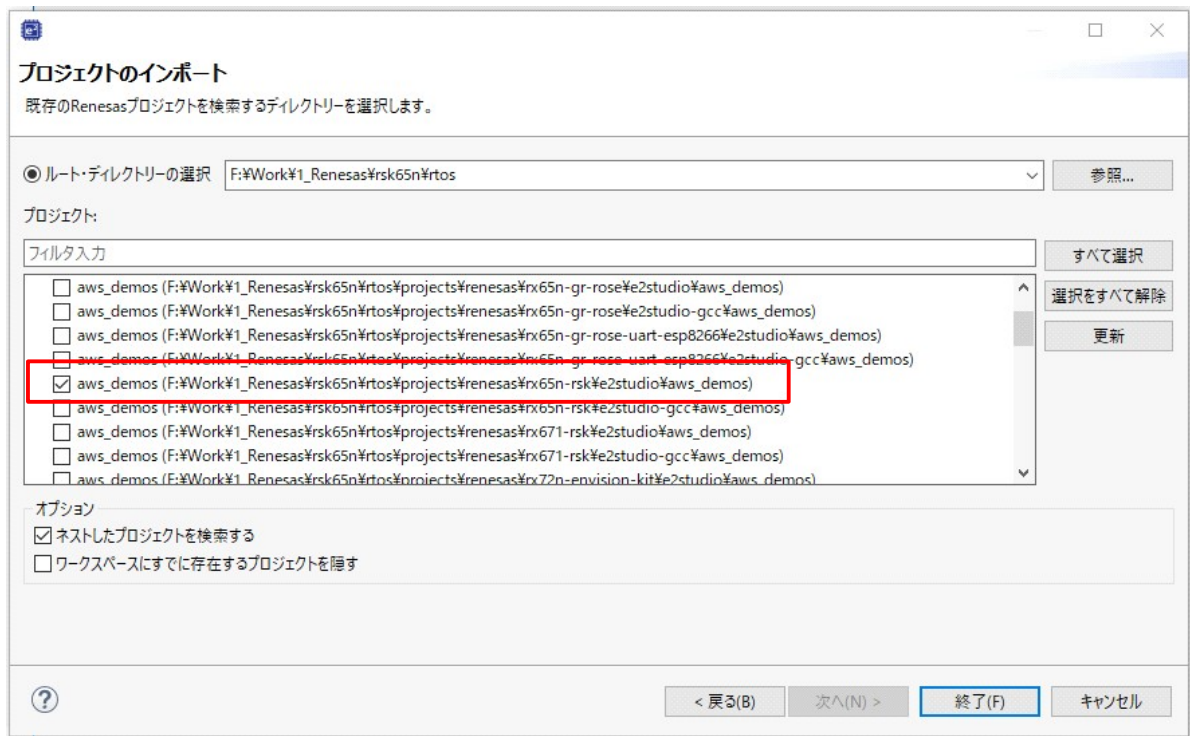 プロジェクトのインポート
既存のRenesasプロジェクトを検索するディレクトリーを選択します。
ルート・ディレクトリーの選択 F:¥Work¥1_Renesas¥rsk65n¥rtos 参照...
プロジェクト:
フィルタ入力 すべて選択
aws_demos (F:¥Work¥1_Renesas¥rsk65n¥rtos¥projects¥renesas¥rx65n-gr-rose¥e2studio¥aws_demos)
選択をすべて解除
aws_demos (F:¥Work¥1_Renesas¥rsk65n¥rtos¥projects¥renesas¥rx65n-gr-rose¥e2studio-gcc¥aws_demos)
aws_demos (F:¥Work¥1_Renesas¥rsk65n¥rtos¥projects¥renesas¥rx65n-gr-rose-uart-esp8266¥e2studio¥aws_demos)
更新
aws_demos (F:¥Work¥1_Renesas¥rsk65n¥rtos¥projects¥renesas¥rx65n-gr-rose-uart-esp8266¥e2studio-gcc¥aws_demos)
aws_demos (F:¥Work¥1_Renesas¥rsk65n¥rtos¥projects¥renesas¥rx65n-rsk¥e2studio¥aws_demos)
aws_demos (F:¥Work¥1_Renesas¥rsk65n¥rtos¥projects¥renesas¥rx65n-rsk¥e2studio-gcc¥aws_demos)
aws_demos (F:¥Work¥1_Renesas¥rsk65n¥rtos¥projects¥renesas¥rx671-rsk¥e2studio¥aws_demos)
aws_demos (F:¥Work¥1_Renesas¥rsk65n¥rtos¥projects¥renesas¥rx671-rsk¥e2studio-gcc¥aws_demos)
aws_demos (F:¥Work¥1_Renesas¥rsk65n¥rtos¥projects¥renesas¥rx72n-envision-kit¥e2studio¥aws_demos)
オプション
ネストしたプロジェクトを検索する
ワークスペースにすでに存在するプロジェクトを隠す
? < 戻る(B) 次へ(N) > 終了(F) キャンセル